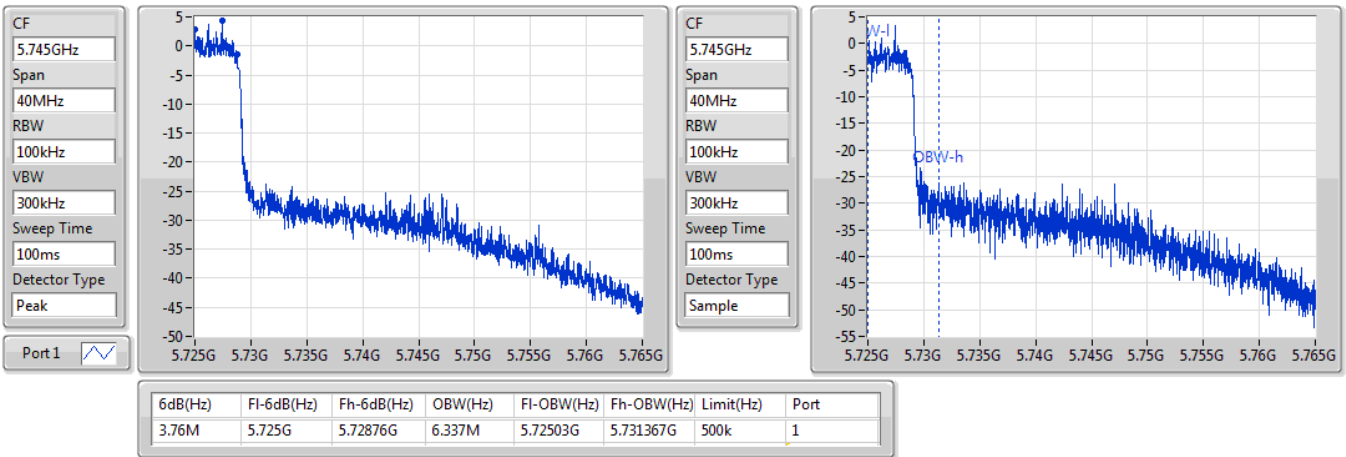 CF
5.745GHz
Span
40MHz
RBW
100kHz
VBW
300kHz
Sweep Time
100ms
Detector Type
Peak
Port 1
5
0
-5
-10
-15
-20
-25
-30
-35
-40
-45
-50
5.725G 5.73G 5.735G 5.74G 5.745G 5.75G 5.755G 5.76G 5.765G
CF
5.745GHz
Span
40MHz
RBW
100kHz
VBW
300kHz
Sweep Time
100ms
Detector Type
Sample
5
0
-5
-10
-15
-20
-25
-30
-35
-40
-45
-50
-55
W-l
OBW-h
5.725G 5.73G 5.735G 5.74G 5.745G 5.75G 5.755G 5.76G 5.765G
6dB(Hz) Fl-6dB(Hz) Fh-6dB(Hz) OBW(Hz) Fl-OBW(Hz) Fh-OBW(Hz) Limit(Hz) Port
3.76M 5.725G 5.72876G 6.337M 5.72503G 5.731367G 500k 1